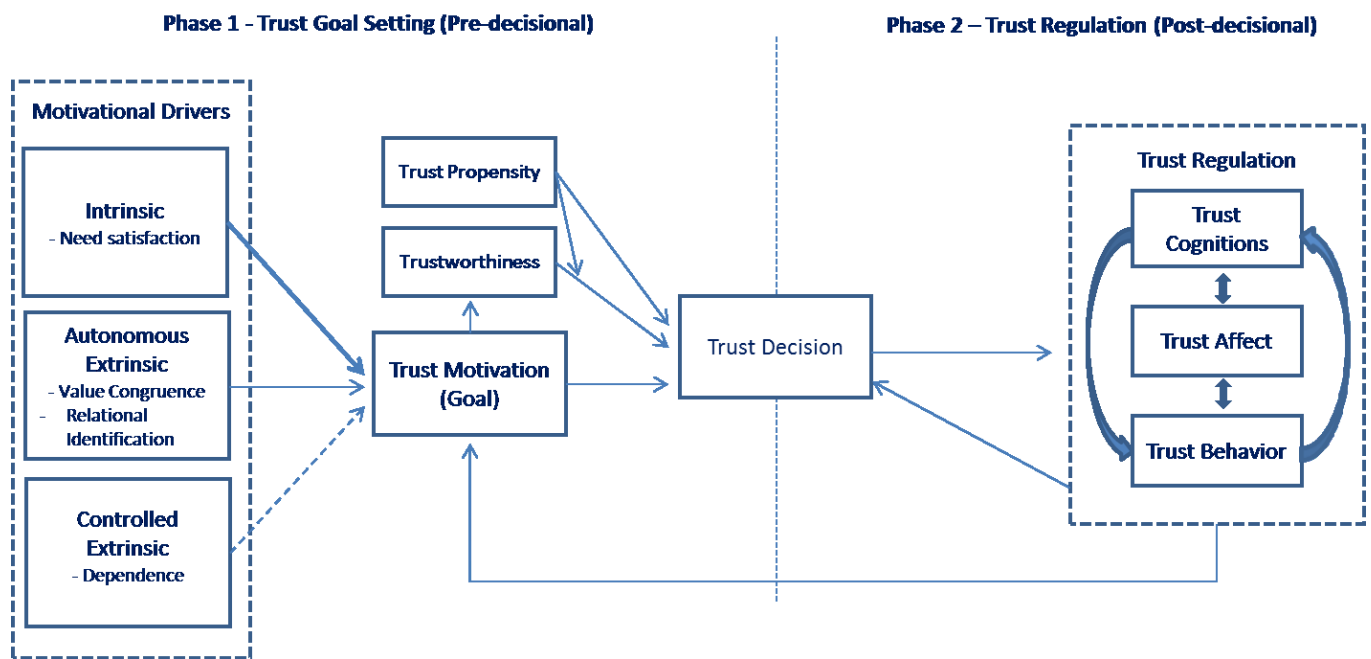 Phase 1 - Trust Goal Setting (Pre-decisional)
Phase 2 – Trust Regulation (Post-decisional)
Motivational Drivers
Intrinsic
- Need satisfaction
Autonomous
Extrinsic
- Value Congruence
- Relational
Identification
Controlled
Extrinsic
- Dependence
Trust Propensity
Trustworthiness
Trust Motivation
(Goal)
Trust Decision
Trust Regulation
Trust
Cognitions
Trust Affect
Trust Behavior